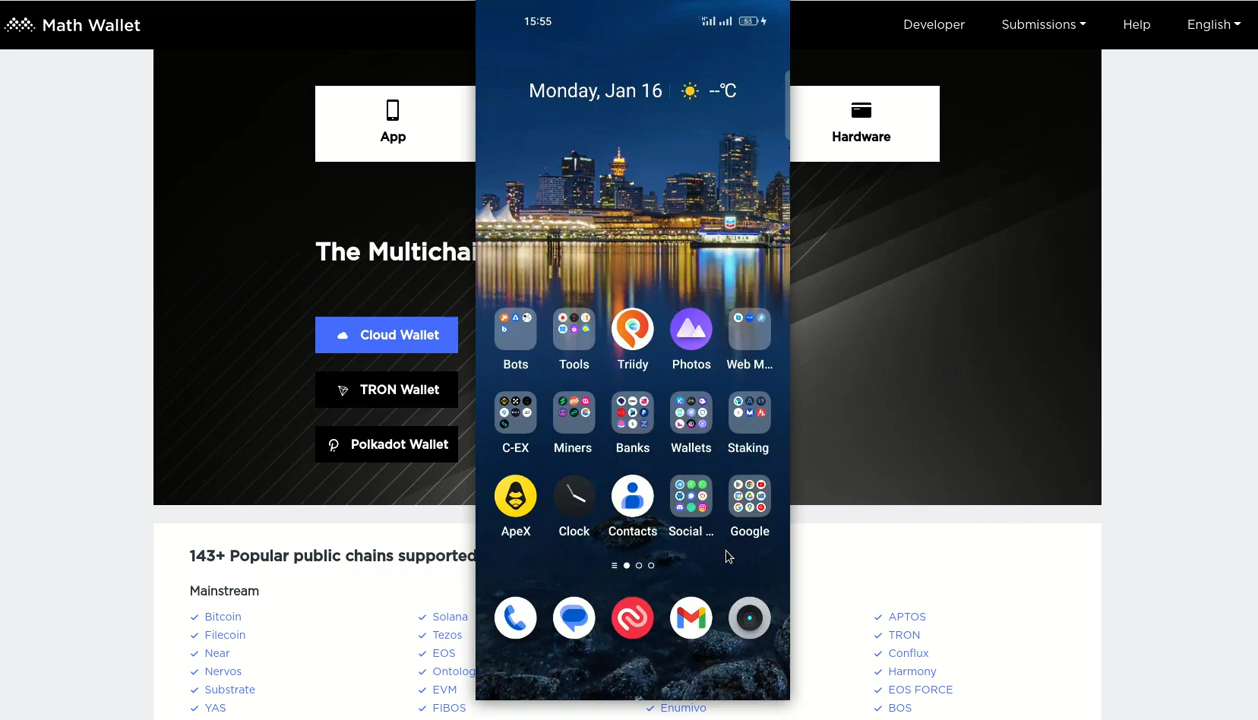 Math Wallet
Developer
Submissions
Help
English
App
Hardware
The Multichai
Cloud Wallet
TRON Wallet
Polkadot Wallet
143+ Popular public chains supported
Mainstream
Bitcoin
Solana
APTOS
Filecoin
Tezos
TRON
Near
EOS
Conflux
Nervos
Ontolog
Harmony
Substrate
EVM
EOS FORCE
YAS
FIBOS
Enumivo
BOS
15:55
53
Monday, Jan 16
--°C
Bots
Tools
Triidy
Photos
Web M...
C-EX
Miners
Banks
Wallets
Staking
ApeX
Clock
Contacts
Social ...
Google